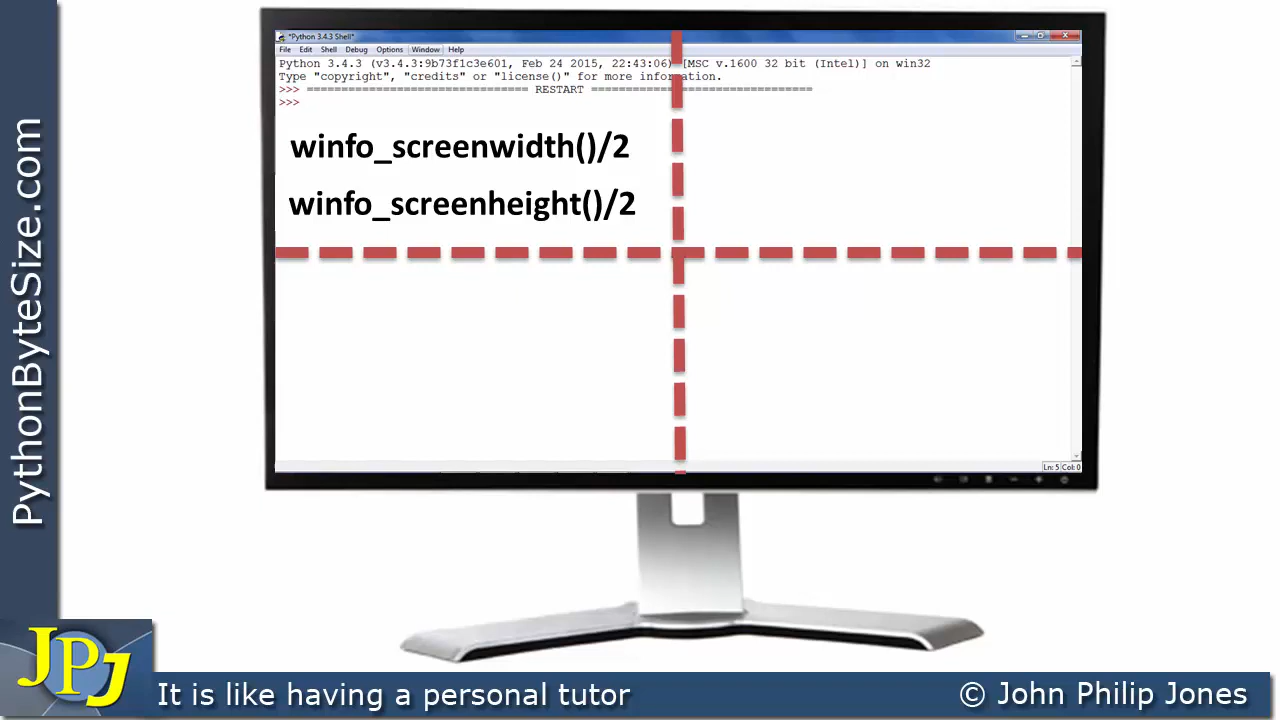 *Python 3.4.3 Shell*
File Edit Shell Debug Options Window Help
Python 3.4.3 (v3.4.3:9b73f1c3e601, Feb 24 2015, 22:43:06) [MSC v.1600 32 bit (Intel)] on win32
Type "copyright", "credits" or "license()" for more information.
>>> ================================ RESTART ================================
>>>
winfo_screenwidth()/2
winfo_screenheight()/2
Ln: 5 Col: 0
PythonByteSize.com
JPJ
It is like having a personal tutor
© John Philip Jones